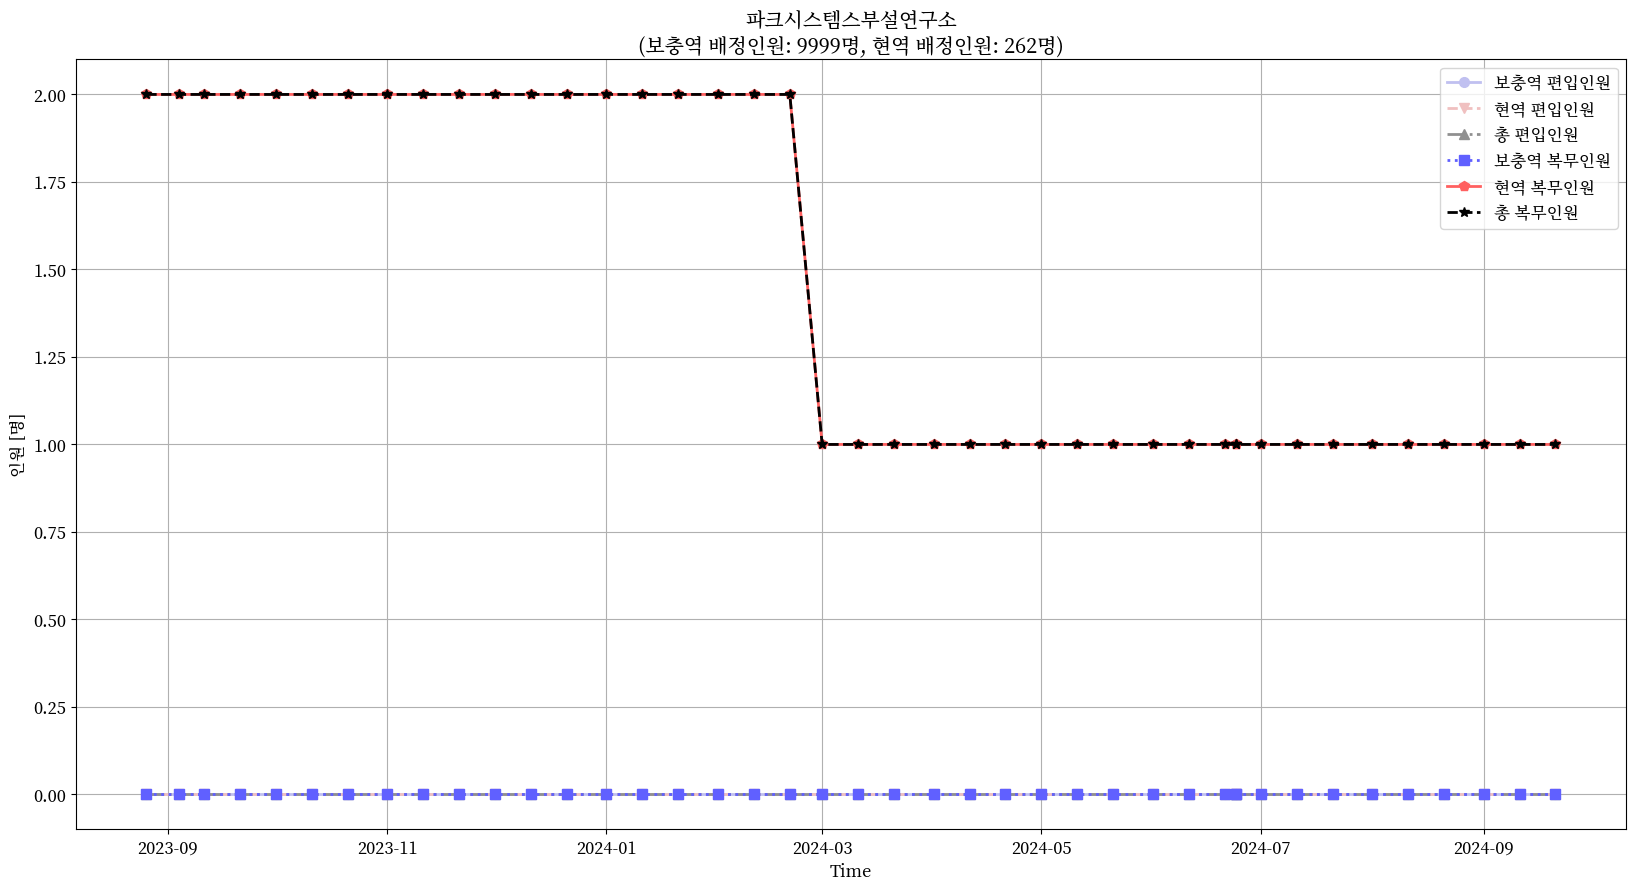 파크시스템스부설연구소
(보충역 배정인원: 9999명, 현역 배정인원: 262명)
보충역 편입인원
현역 편입인원
총 편입인원
보충역 복무인원
현역 복무인원
총 복무인원
인원 [명]
2.00
1.75
1.50
1.25
1.00
0.75
0.50
0.25
0.00
2023-09
2023-11
2024-01
2024-03
2024-05
2024-07
2024-09
Time